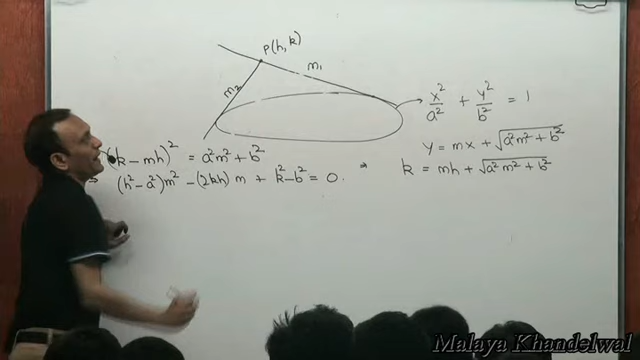 P(h, k)
m₁
m₂
x²/a² + y²/b² = 1
y = mx + √(a²m² + b²)
(k − mh)² = a²m² + b²
⇒ k = mh + √(a²m² + b²)
(h² − a²)m² − (2kh)m + k² − b² = 0.
Malaya Khandelwal